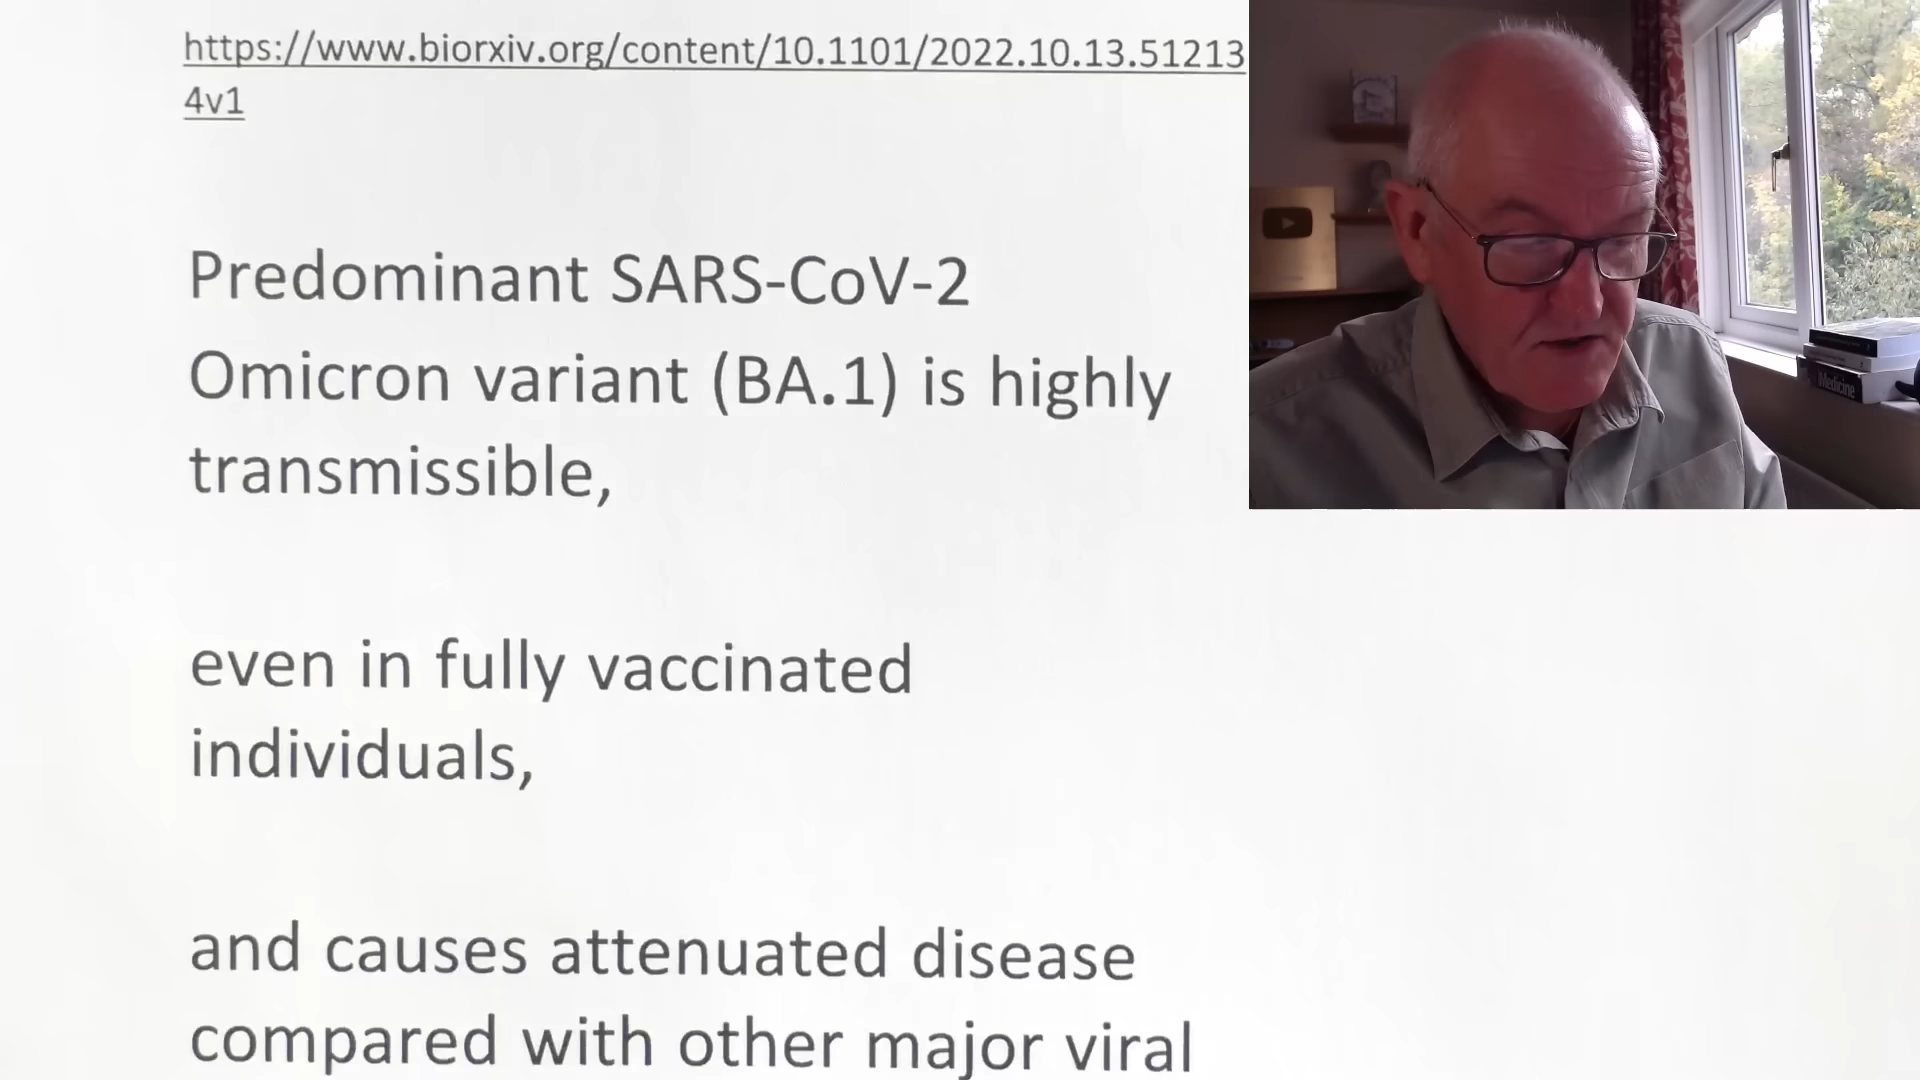 https://www.biorxiv.org/content/10.1101/2022.10.13.51213
4v1
Predominant SARS-CoV-2
Omicron variant (BA.1) is highly
transmissible,
even in fully vaccinated
individuals,
and causes attenuated disease
compared with other major viral
Medicine